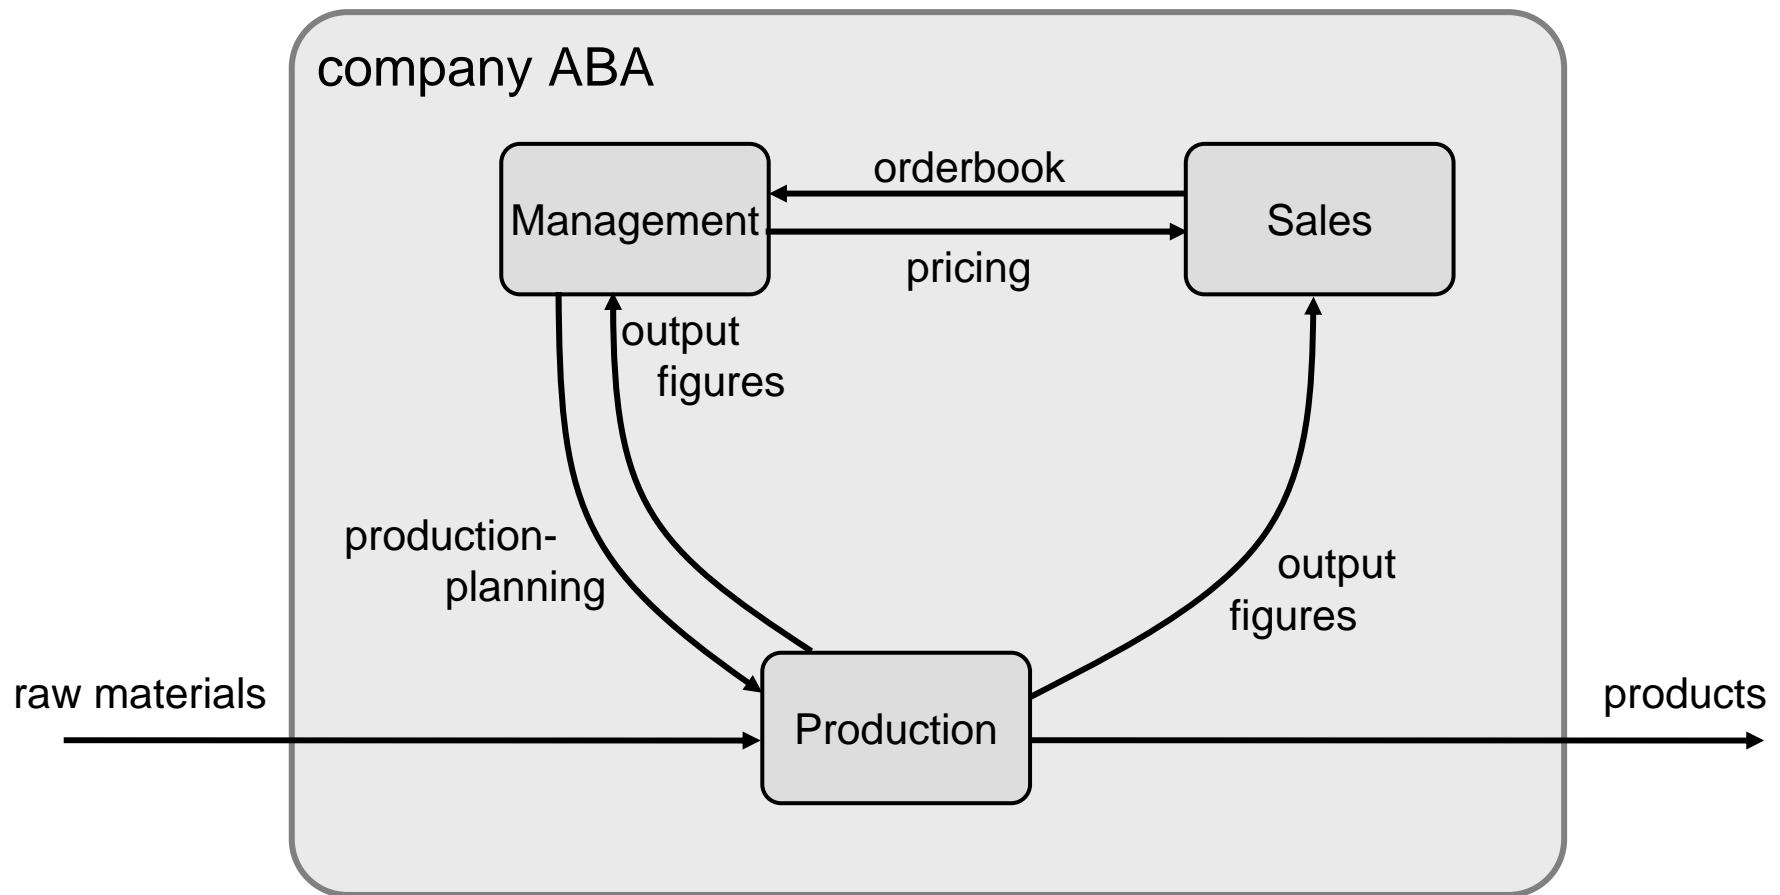 company ABA
orderbook
Management
Sales
pricing
output
figures
production-
planning
output
figures
raw materials
products
Production